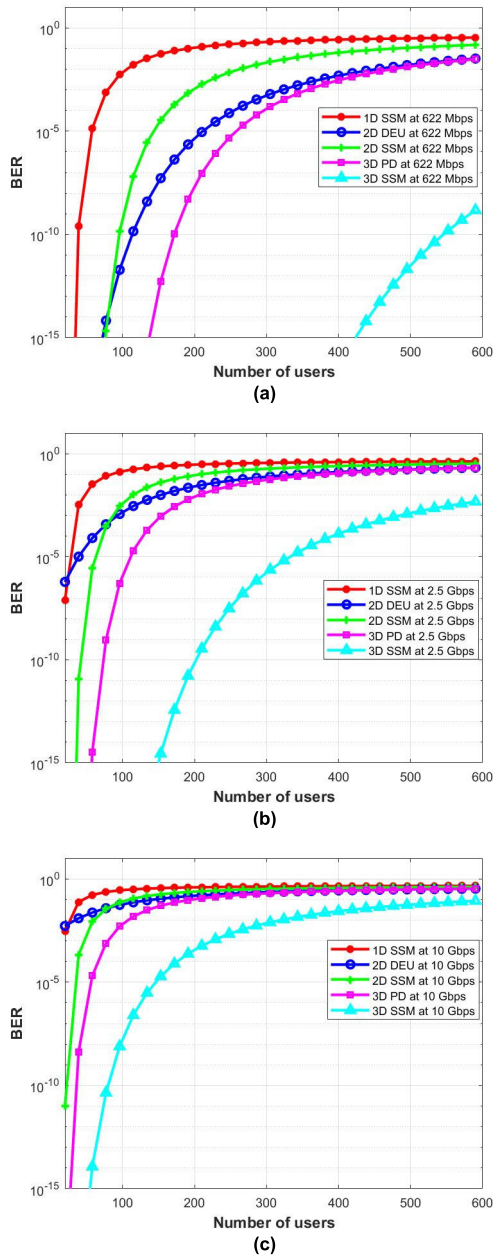 10^0
10^-5
10^-10
10^-15
BER
1D SSM at 622 Mbps
2D DEU at 622 Mbps
2D SSM at 622 Mbps
3D PD at 622 Mbps
3D SSM at 622 Mbps
100 200 300 400 500 600
Number of users
(a)
10^0
10^-5
10^-10
10^-15
BER
1D SSM at 2.5 Gbps
2D DEU at 2.5 Gbps
2D SSM at 2.5 Gbps
3D PD at 2.5 Gbps
3D SSM at 2.5 Gbps
100 200 300 400 500 600
Number of users
(b)
10^0
10^-5
10^-10
10^-15
BER
1D SSM at 10 Gbps
2D DEU at 10 Gbps
2D SSM at 10 Gbps
3D PD at 10 Gbps
3D SSM at 10 Gbps
100 200 300 400 500 600
Number of users
(c)